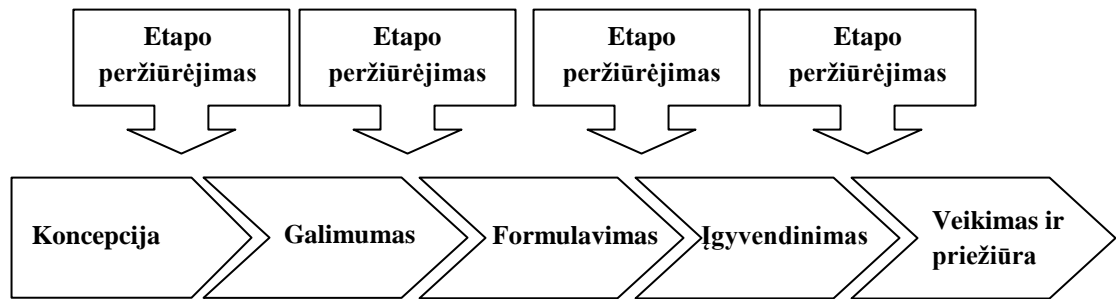 Etapo
peržiūrėjimas
Etapo
peržiūrėjimas
Etapo
peržiūrėjimas
Etapo
peržiūrėjimas
Koncepcija
Galimumas
Formulavimas
Įgyvendinimas
Veikimas ir
priežiūra